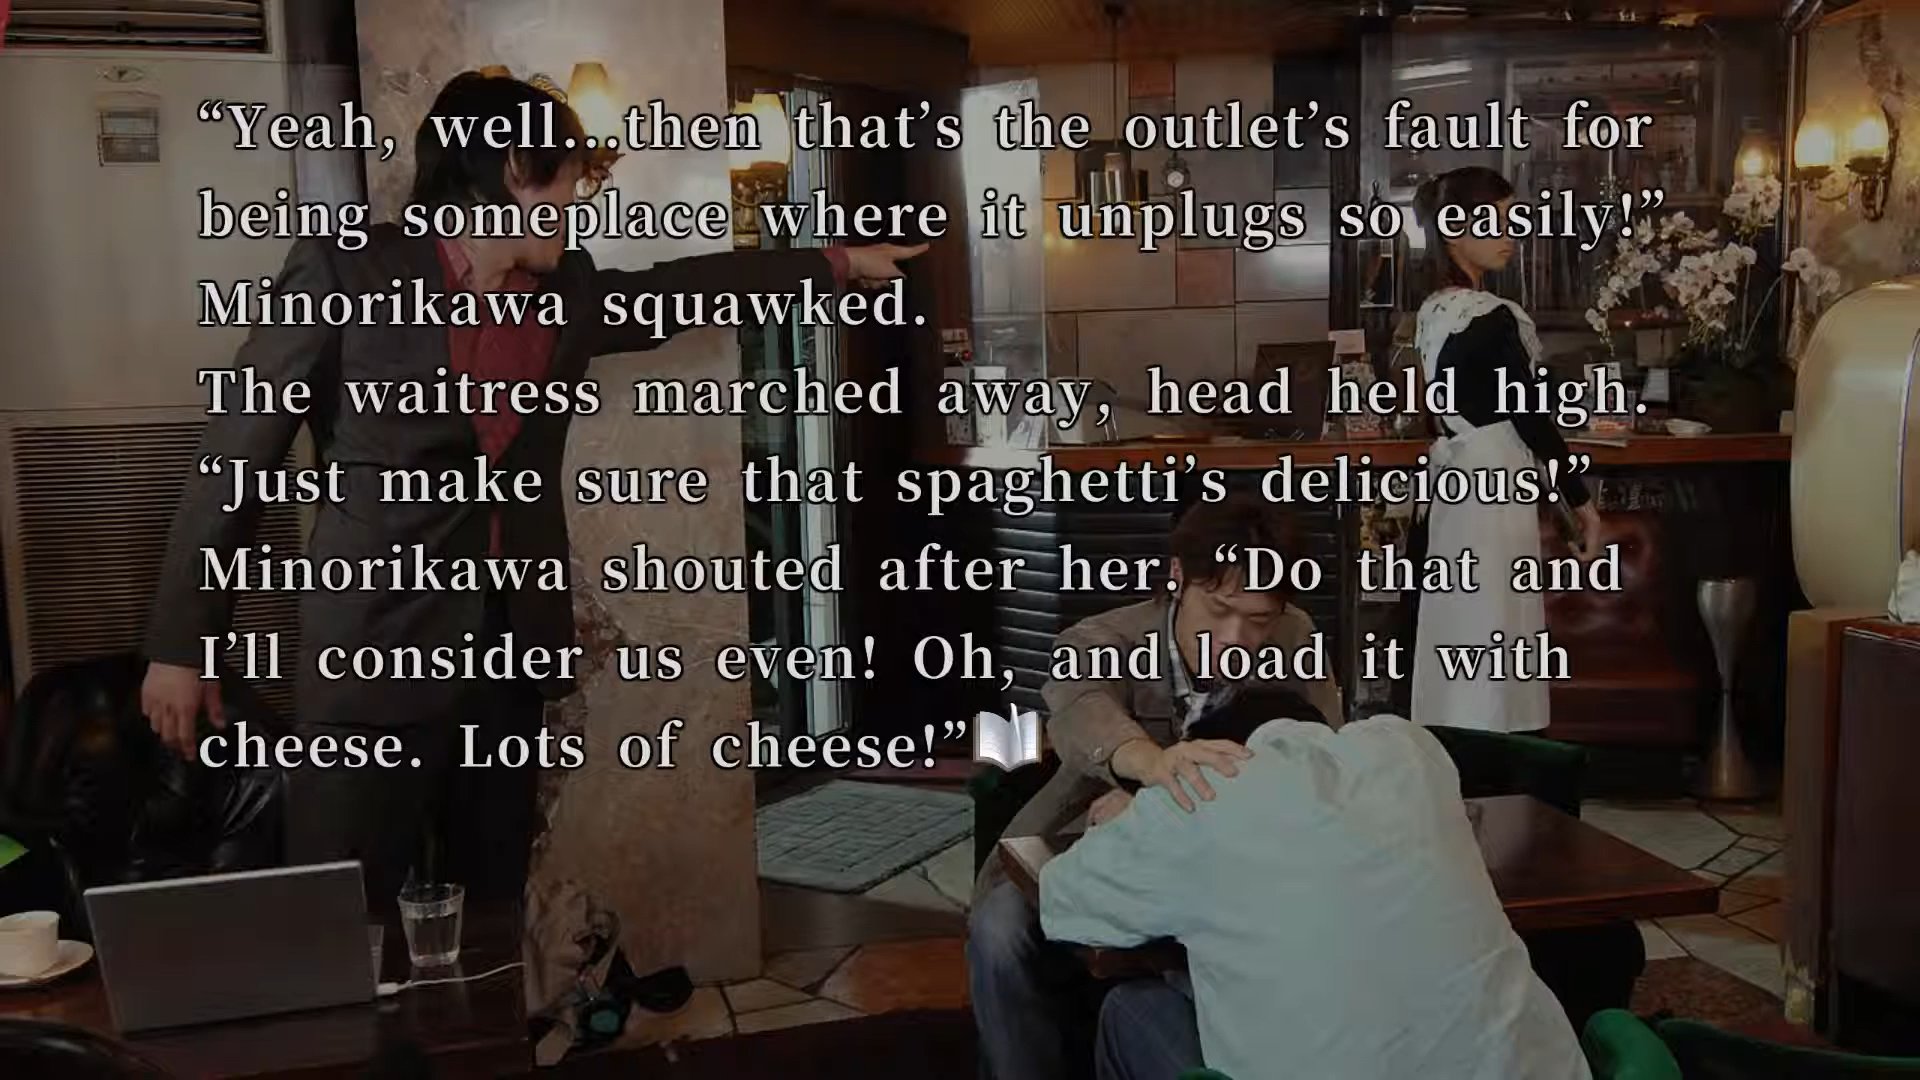 “Yeah, well...then that’s the outlet’s fault for
being someplace where it unplugs so easily!”
Minorikawa squawked.
The waitress marched away, head held high.
“Just make sure that spaghetti’s delicious!”
Minorikawa shouted after her. “Do that and
I’ll consider us even! Oh, and load it with
cheese. Lots of cheese!”